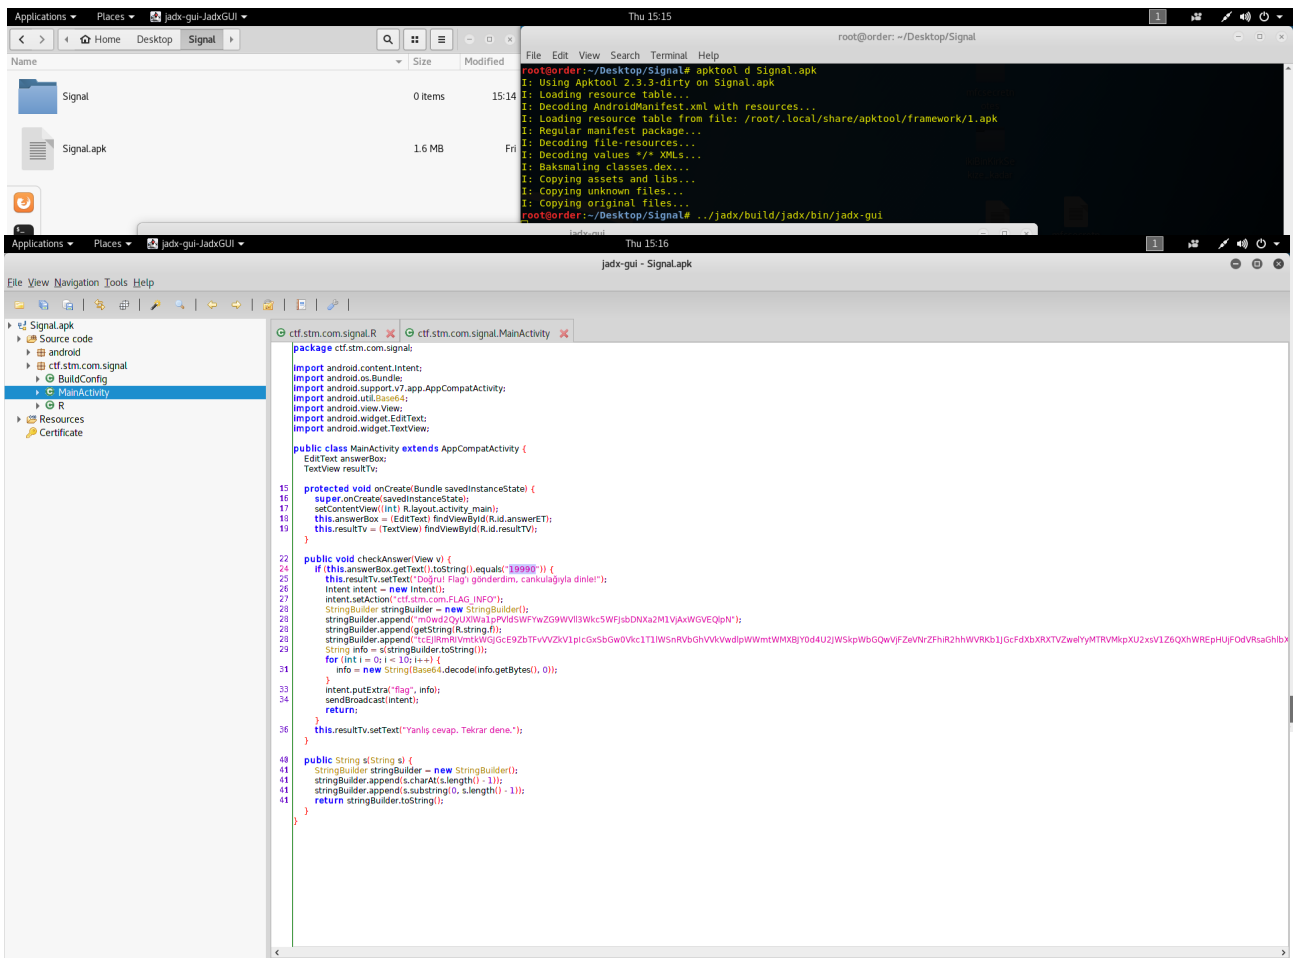 Applications Places jadx-gui-JadxGUI Thu 15:15 1
Home Desktop Signal
Name Size Modified
Signal 0 items 15:14
Signal.apk 1.6 MB Fri
root@order: ~/Desktop/Signal
File Edit View Search Terminal Help
root@order:~/Desktop/Signal# apktool d Signal.apk
I: Using Apktool 2.3.3-dirty on Signal.apk
I: Loading resource table...
I: Decoding AndroidManifest.xml with resources...
I: Loading resource table from file: /root/.local/share/apktool/framework/1.apk
I: Regular manifest package...
I: Decoding file-resources...
I: Decoding values */* XMLs...
I: Baksmaling classes.dex...
I: Copying assets and libs...
I: Copying unknown files...
I: Copying original files...
root@order:~/Desktop/Signal# ../jadx/build/jadx/bin/jadx-gui
jadx-gui
Applications Places jadx-gui-JadxGUI Thu 15:16 1
jadx-gui - Signal.apk
File View Navigation Tools Help
Signal.apk
Source code
android
ctf.stm.com.signal
BuildConfig
MainActivity
R
Resources
Certificate
ctf.stm.com.signal.R ctf.stm.com.signal.MainActivity
package ctf.stm.com.signal;
import android.content.Intent;
import android.os.Bundle;
import android.support.v7.app.AppCompatActivity;
import android.util.Base64;
import android.view.View;
import android.widget.EditText;
import android.widget.TextView;
public class MainActivity extends AppCompatActivity {
EditText answerBox;
TextView resultTv;
15 protected void onCreate(Bundle savedInstanceState) {
16 super.onCreate(savedInstanceState);
17 setContentView((int) R.layout.activity_main);
18 this.answerBox = (EditText) findViewById(R.id.answerET);
19 this.resultTv = (TextView) findViewById(R.id.resultTV);
}
22 public void checkAnswer(View v) {
24 if (this.answerBox.getText().toString().equals("19990")) {
25 this.resultTv.setText("Doğru! Flag'ı gönderdim, cankulağıyla dinle!");
26 Intent intent = new Intent();
27 intent.setAction("ctf.stm.com.FLAG_INFO");
28 StringBuilder stringBuilder = new StringBuilder();
28 stringBuilder.append("
28 stringBuilder.append(getString(R.string.f));
28 stringBuilder.append("
29 String info = s(stringBuilder.toString());
for (int i = 0; i < 10; i++) {
31 info = new String(Base64.decode(info.getBytes(), 0));
}
33 intent.putExtra("flag", info);
34 sendBroadcast(intent);
return;
}
36 this.resultTv.setText("Yanlış cevap. Tekrar dene.");
}
40 public String s(String s) {
41 StringBuilder stringBuilder = new StringBuilder();
41 stringBuilder.append(s.charAt(s.length() - 1));
41 stringBuilder.append(s.substring(0, s.length() - 1));
41 return stringBuilder.toString();
}
}